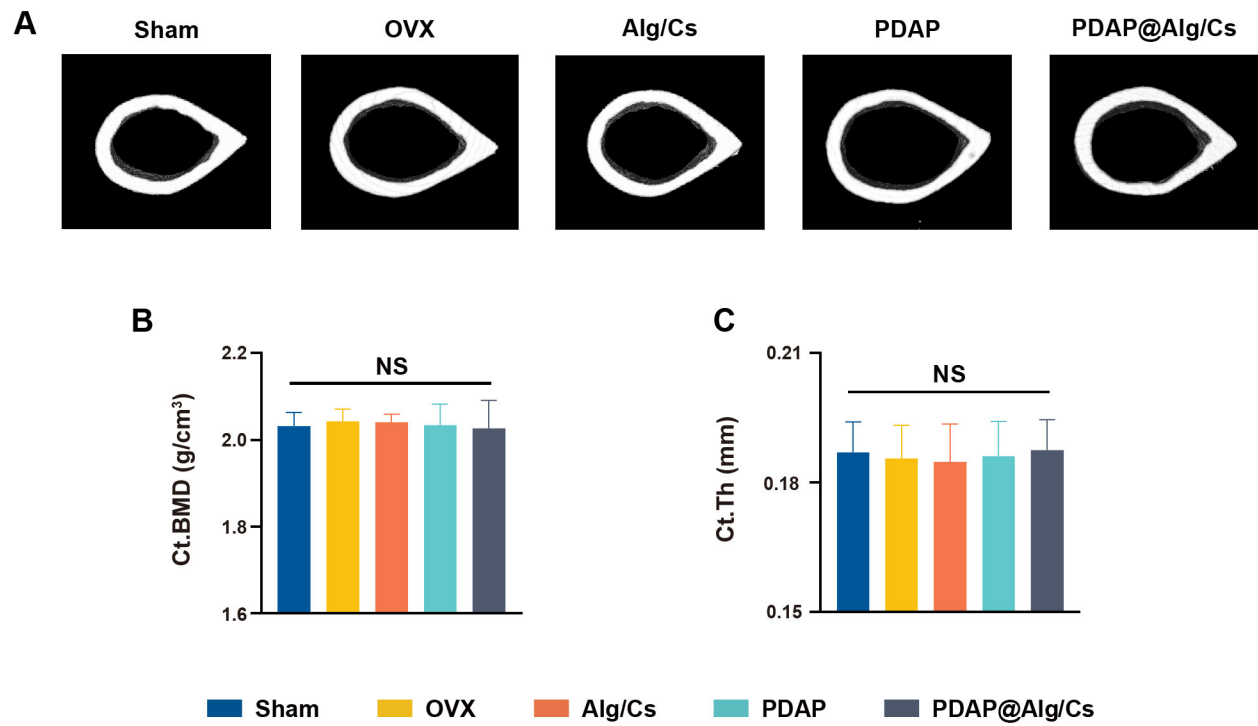 A
Sham OVX Alg/Cs PDAP PDAP@Alg/Cs
B
Ct.BMD (g/cm³)
2.2
2.0
1.8
1.6
NS
C
Ct.Th (mm)
0.21
0.18
0.15
NS
Sham OVX Alg/Cs PDAP PDAP@Alg/Cs